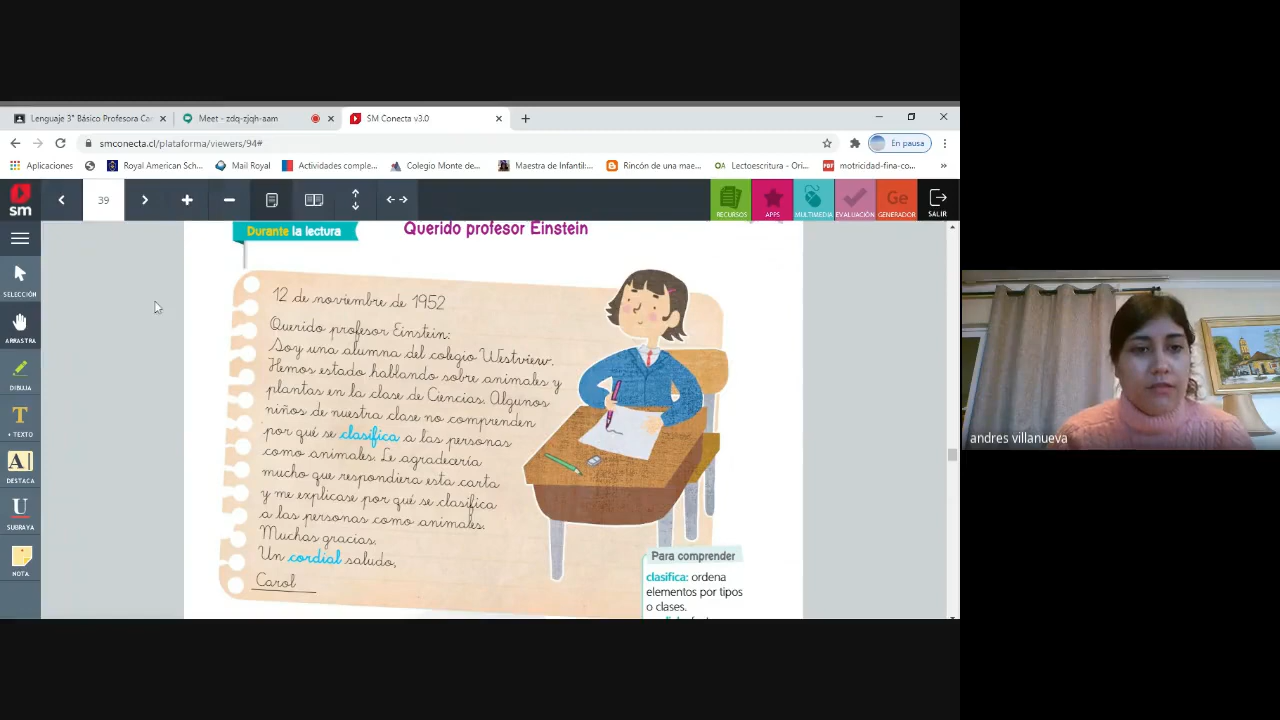 Lenguaje 3° Básico Profesora Car
Meet - zdq-zjqh-aam
SM Conecta v3.0
smconecta.cl/plataforma/viewers/94#
En pausa
Aplicaciones
Royal American Sch...
Mail Royal
Actividades comple...
Colegio Monte de...
Maestra de Infantil:...
Rincón de una mae...
OA
Lectoescritura - Ori...
PDF
motricidad-fina-co...
»
sm
39
RECURSOS
APPS
MULTIMEDIA
EVALUACIÓN
Ge
GENERADOR
SALIR
SELECCIÓN
ARRASTRA
DIBUJA
T
+ TEXTO
A
DESTACA
U
SUBRAYA
NOTA
Durante la lectura
Querido profesor Einstein
12 de noviembre de 1952
Querido profesor Einstein:
Soy una alumna del colegio Westview.
Hemos estado hablando sobre animales y
plantas en la clase de Ciencias. Algunos
niños de nuestra clase no comprenden
por qué se clasifica a las personas
como animales. Le agradecería
mucho que respondiera esta carta
y me explicase por qué se clasifica
a las personas como animales.
Muchas gracias.
Un cordial saludo,
Carol
Para comprender
clasifica: ordena
elementos por tipos
o clases.
andres villanueva